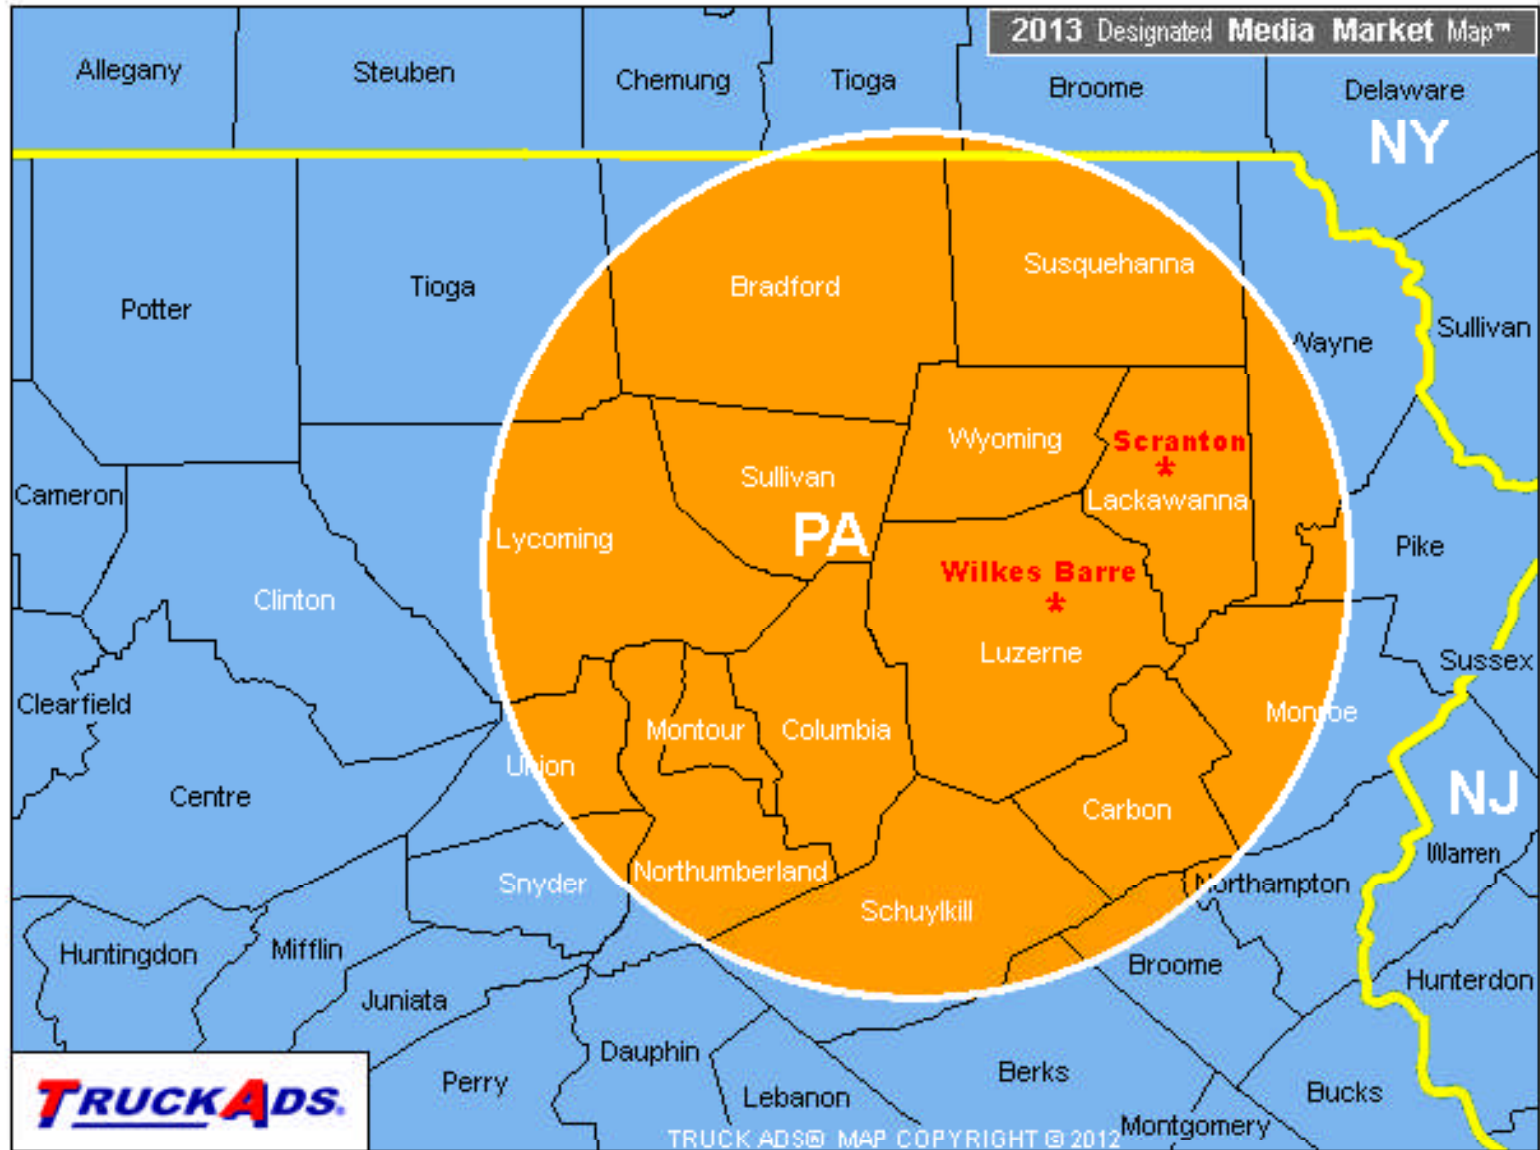 2013 Designated Media Market Map™
Allegany
Steuben
Chemung
Tioga
Broome
Delaware
NY
Potter
Tioga
Bradford
Susquehanna
Wayne
Sullivan
Cameron
Lycoming
Sullivan
PA
Wyoming
Scranton
Lackawanna
Pike
Clinton
Wilkes Barre
Luzerne
Sussex
Clearfield
Centre
Union
Montour
Columbia
Monroe
NJ
Carbon
Warren
Snyder
Northumberland
Schuylkill
Northampton
Huntingdon
Mifflin
Juniata
Broome
Hunterdon
Perry
Dauphin
Lebanon
Berks
Bucks
Montgomery
TRUCKADS.
TRUCK ADS® MAP COPYRIGHT © 2012